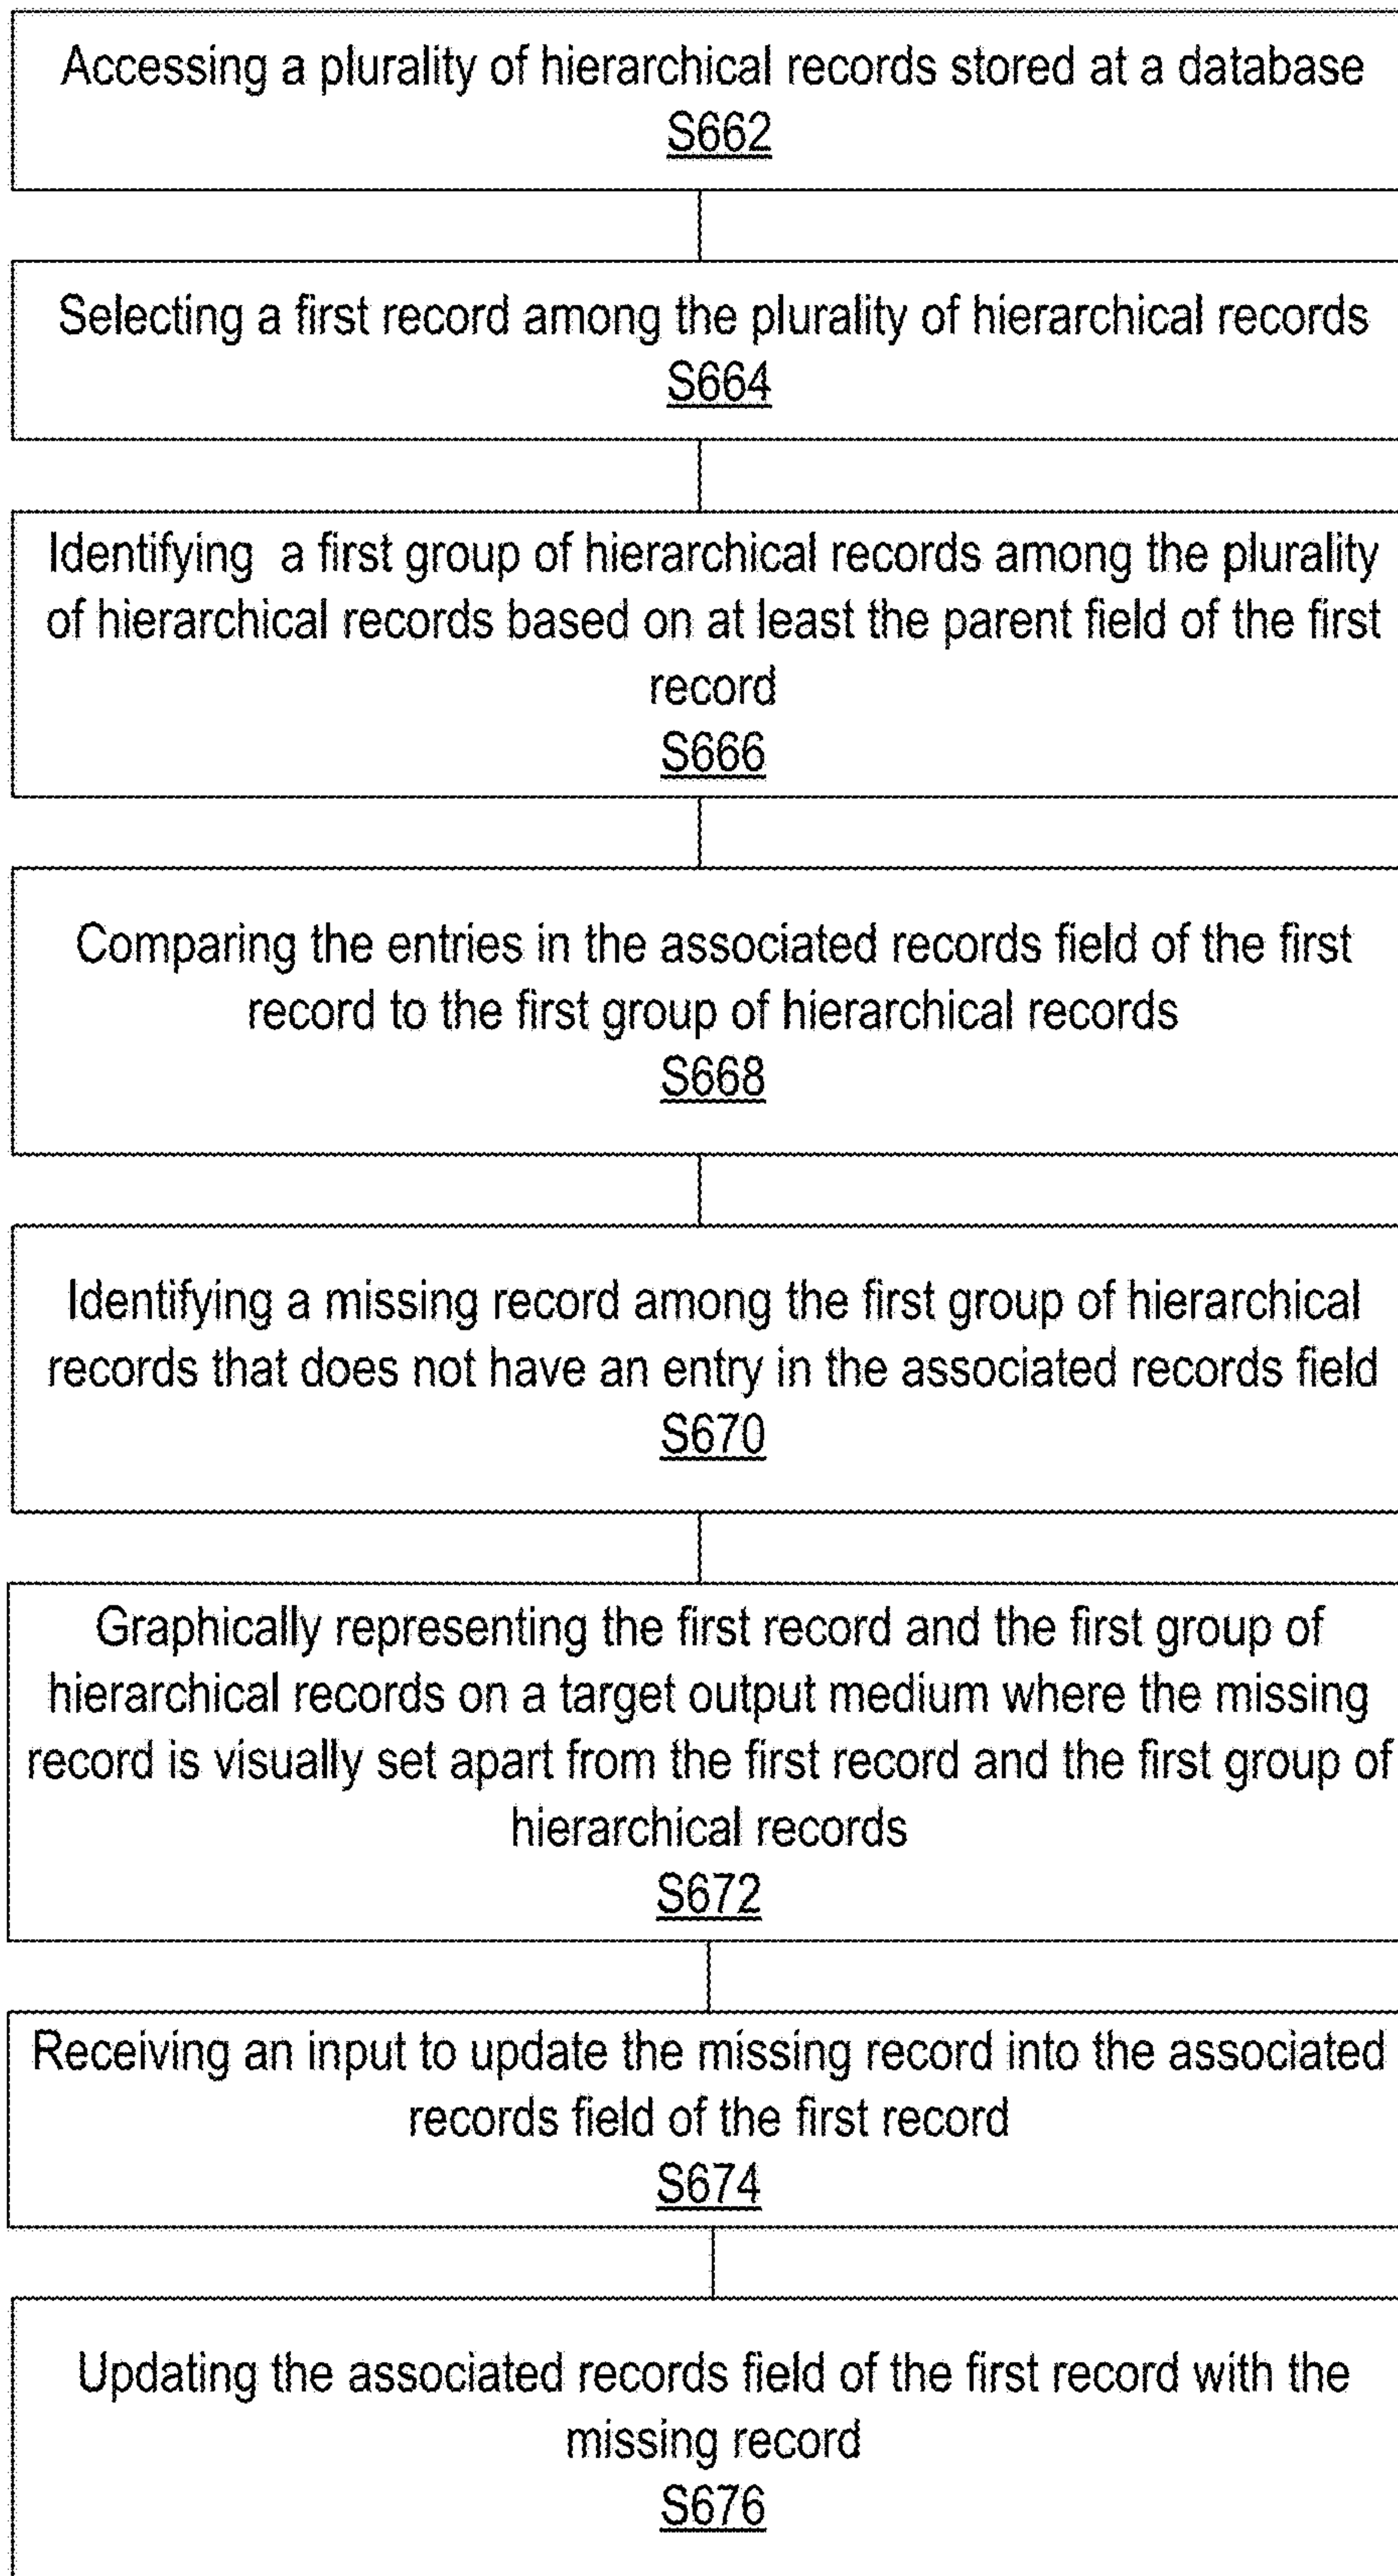 Accessing a plurality of hierarchical records stored at a database
S662
Selecting a first record among the plurality of hierarchical records
S664
Identifying a first group of hierarchical records among the plurality
of hierarchical records based on at least the parent field of the first
record
S666
Comparing the entries in the associated records field of the first
record to the first group of hierarchical records
S668
Identifying a missing record among the first group of hierarchical
records that does not have an entry in the associated records field
S670
Graphically representing the first record and the first group of
hierarchical records on a target output medium where the missing
record is visually set apart from the first record and the first group of
hierarchical records
S672
Receiving an input to update the missing record into the associated
records field of the first record
S674
Updating the associated records field of the first record with the
missing record
S676